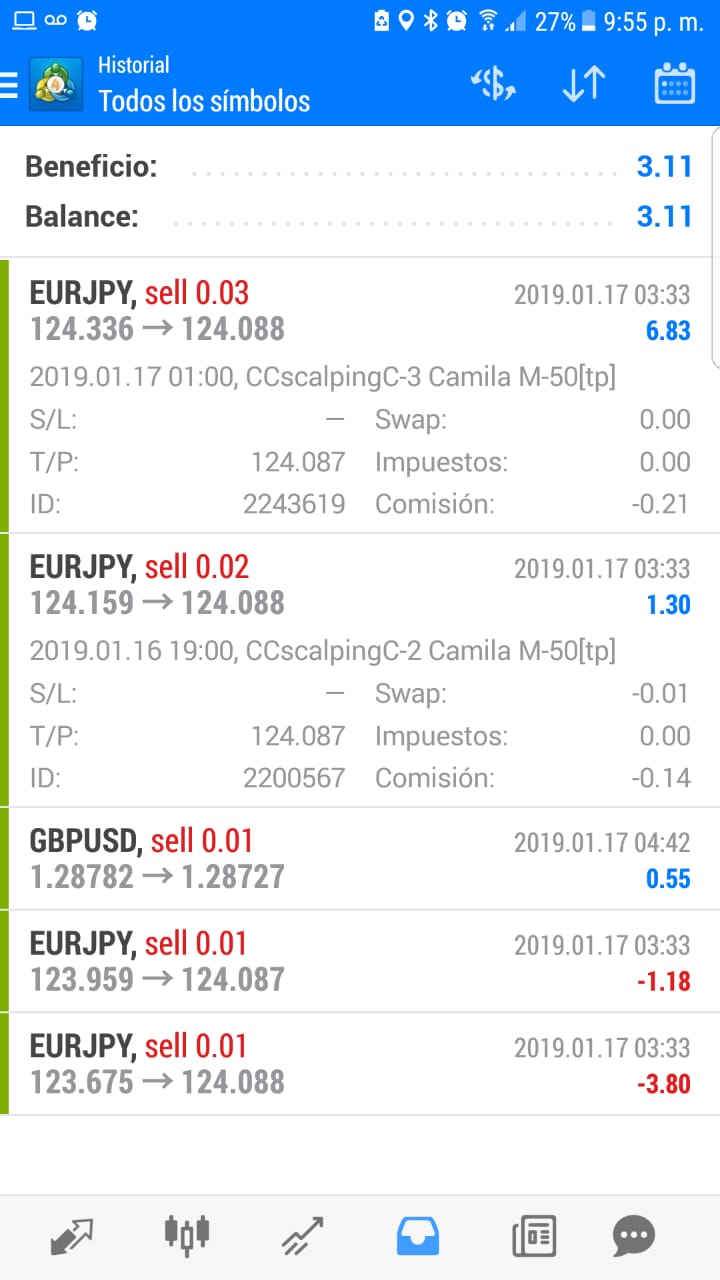 27% 9:55 p. m.
Historial
Todos los símbolos
Beneficio: 3.11
Balance: 3.11
EURJPY, sell 0.03 2019.01.17 03:33
124.336 → 124.088 6.83
2019.01.17 01:00, CCscalpingC-3 Camila M-50[tp]
S/L: — Swap: 0.00
T/P: 124.087 Impuestos: 0.00
ID: 2243619 Comisión: -0.21
EURJPY, sell 0.02 2019.01.17 03:33
124.159 → 124.088 1.30
2019.01.16 19:00, CCscalpingC-2 Camila M-50[tp]
S/L: — Swap: -0.01
T/P: 124.087 Impuestos: 0.00
ID: 2200567 Comisión: -0.14
GBPUSD, sell 0.01 2019.01.17 04:42
1.28782 → 1.28727 0.55
EURJPY, sell 0.01 2019.01.17 03:33
123.959 → 124.087 -1.18
EURJPY, sell 0.01 2019.01.17 03:33
123.675 → 124.088 -3.80